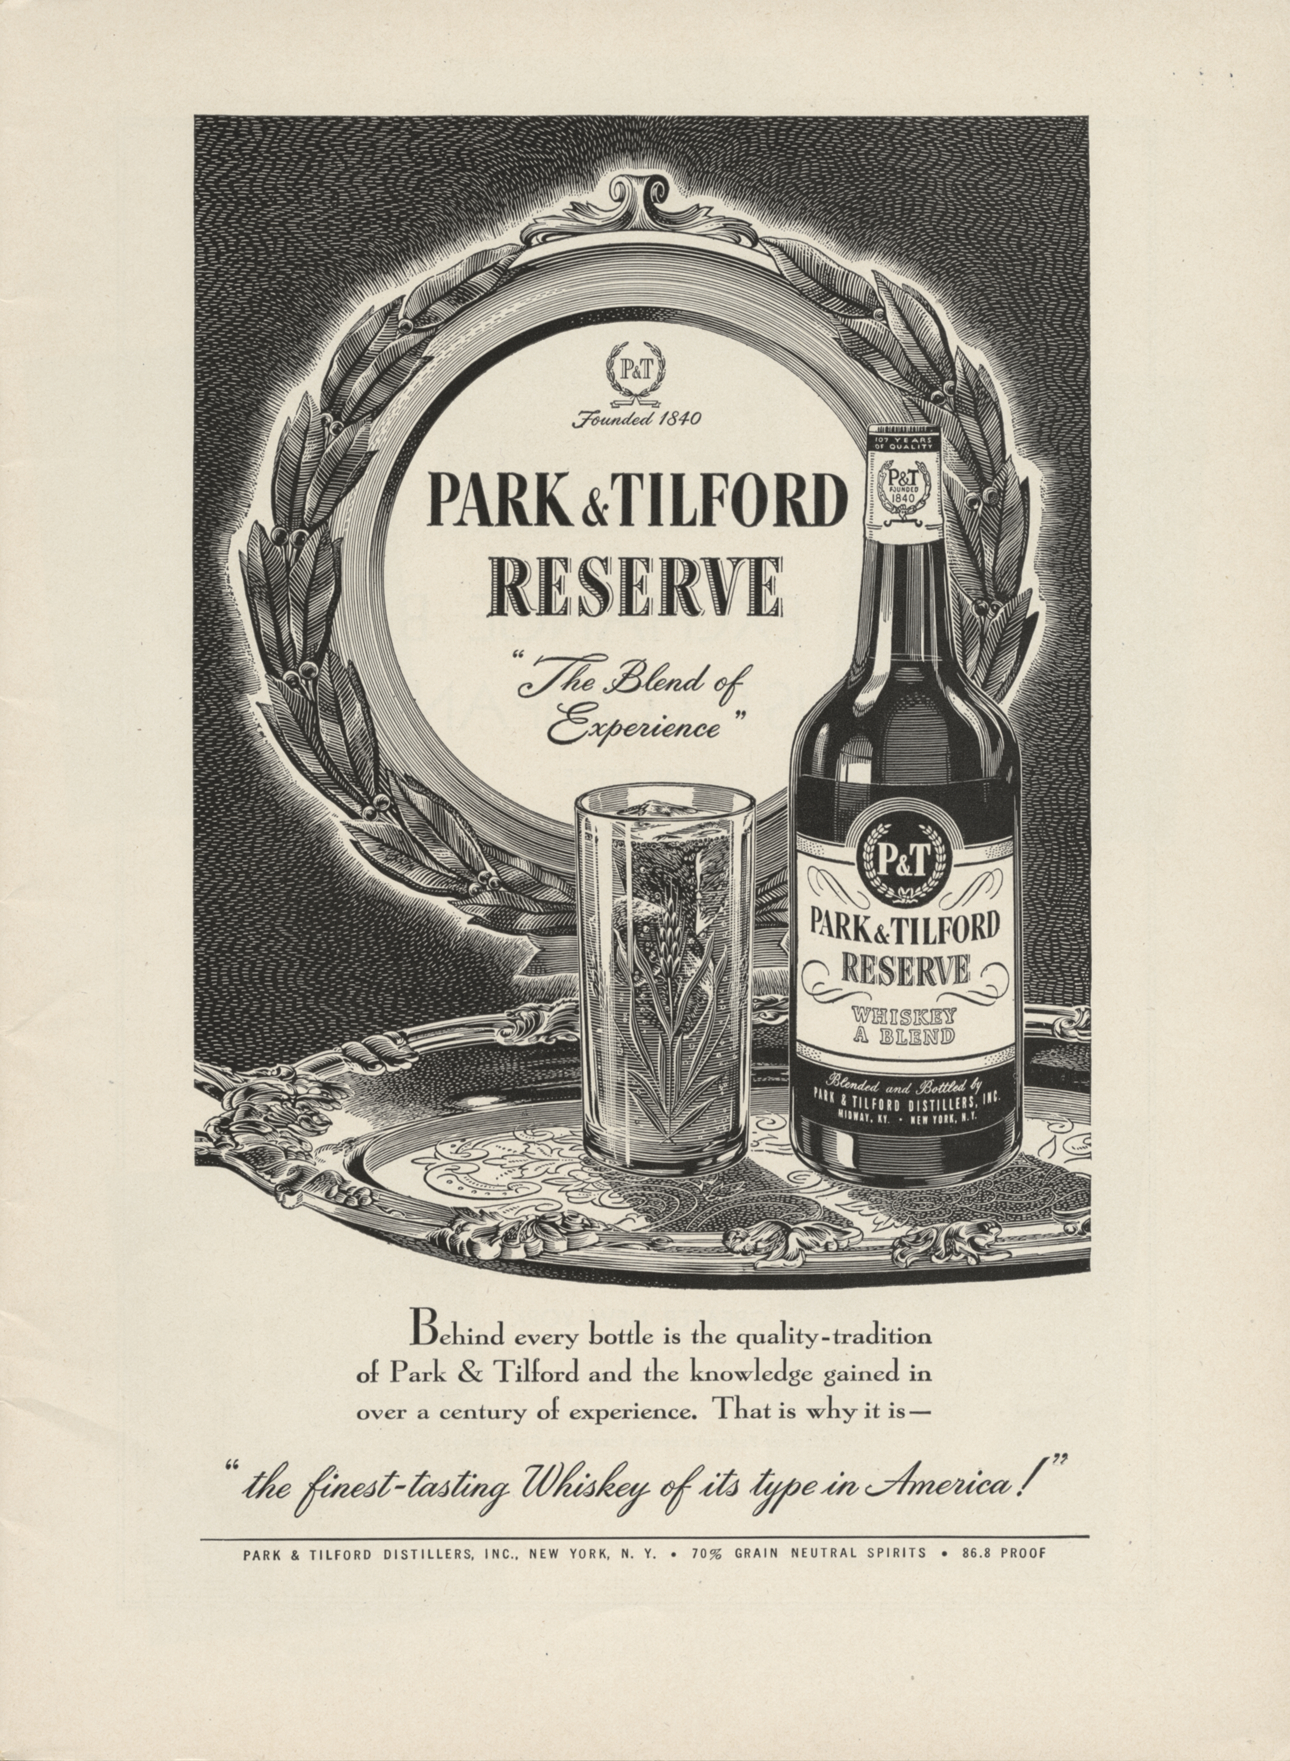 P&T
Founded 1840
PARK & TILFORD
RESERVE
"The Blend of
Experience"
107 YEARS
OF QUALITY
P&T
FOUNDED
1840
P&T
PARK & TILFORD
RESERVE
WHISKEY
A BLEND
Blended and Bottled by
PARK & TILFORD DISTILLERS, INC.
MIDWAY, KY. • NEW YORK, N.Y.
Behind every bottle is the quality-tradition
of Park & Tilford and the knowledge gained in
over a century of experience. That is why it is—
"the finest-tasting Whiskey of its type in America!"
PARK & TILFORD DISTILLERS, INC., NEW YORK, N. Y. • 70% GRAIN NEUTRAL SPIRITS • 86.8 PROOF